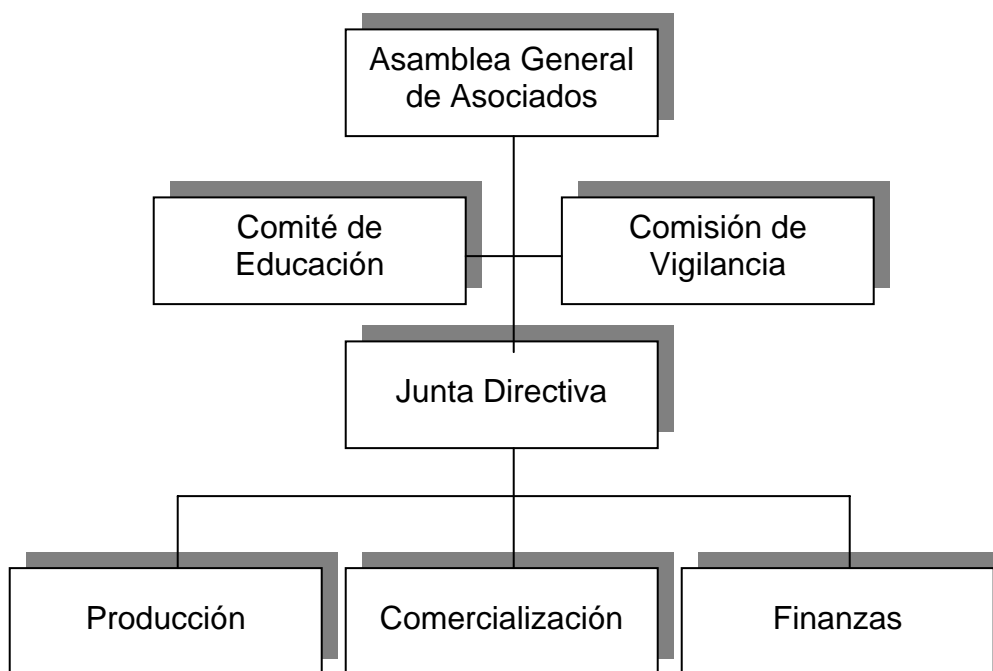 Asamblea General
de Asociados
Comité de
Educación
Comisión de
Vigilancia
Junta Directiva
Producción
Comercialización
Finanzas